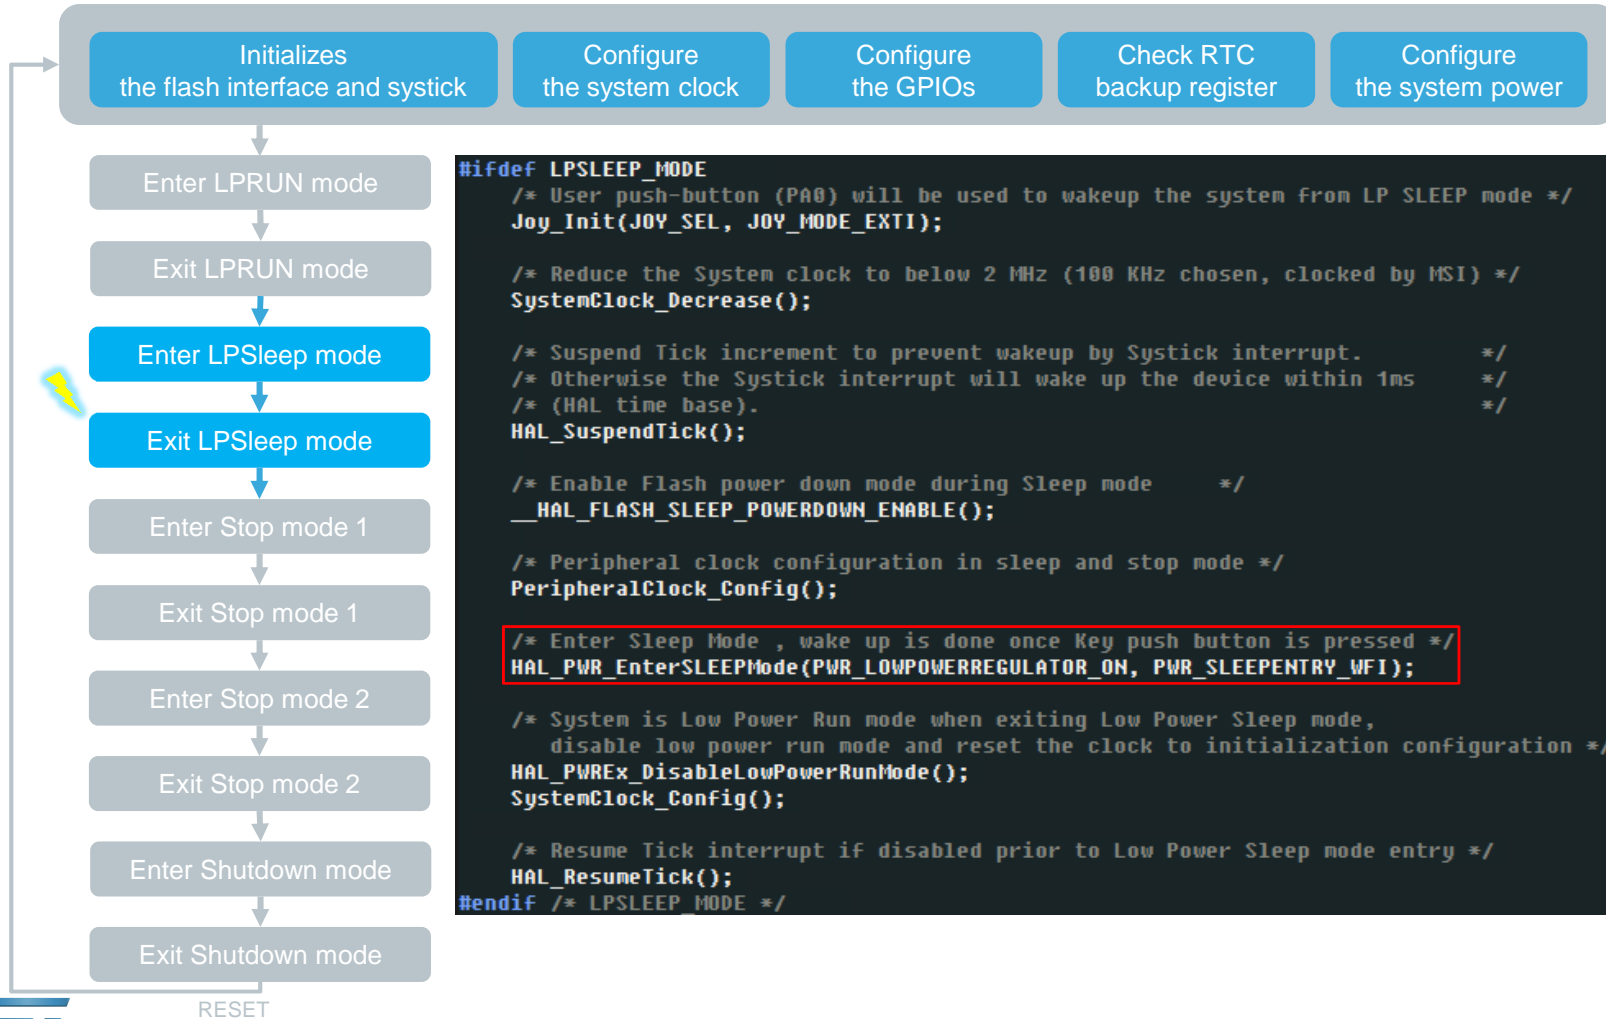 Initializes
the flash interface and systick
Configure
the system clock
Configure
the GPIOs
Check RTC
backup register
Configure
the system power
Enter LPRUN mode
Exit LPRUN mode
Enter LPSleep mode
Exit LPSleep mode
Enter Stop mode 1
Exit Stop mode 1
Enter Stop mode 2
Exit Stop mode 2
Enter Shutdown mode
Exit Shutdown mode
RESET
#ifdef LPSLEEP_MODE
/* User push-button (PA0) will be used to wakeup the system from LP SLEEP mode */
Joy_Init(JOY_SEL, JOY_MODE_EXTI);
/* Reduce the System clock to below 2 MHz (100 KHz chosen, clocked by MSI) */
SystemClock_Decrease();
/* Suspend Tick increment to prevent wakeup by Systick interrupt. */
/* Otherwise the Systick interrupt will wake up the device within 1ms */
/* (HAL time base). */
HAL_SuspendTick();
/* Enable Flash power down mode during Sleep mode */
__HAL_FLASH_SLEEP_POWERDOWN_ENABLE();
/* Peripheral clock configuration in sleep and stop mode */
PeripheralClock_Config();
/* Enter Sleep Mode , wake up is done once Key push button is pressed */
HAL_PWR_EnterSLEEPMode(PWR_LOWPOWERREGULATOR_ON, PWR_SLEEPENTRY_WFI);
/* System is Low Power Run mode when exiting Low Power Sleep mode,
disable low power run mode and reset the clock to initialization configuration */
HAL_PWREx_DisableLowPowerRunMode();
SystemClock_Config();
/* Resume Tick interrupt if disabled prior to Low Power Sleep mode entry */
HAL_ResumeTick();
#endif /* LPSLEEP_MODE */